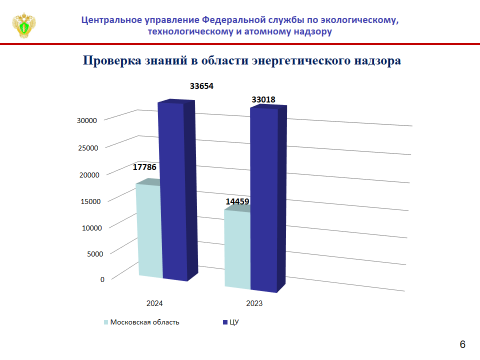 Центральное управление Федеральной службы по экологическому,
технологическому и атомному надзору
Проверка знаний в области энергетического надзора
33654
33018
30000
25000
20000
17786
15000
14459
10000
5000
0
2024
2023
Московская область
ЦУ
6